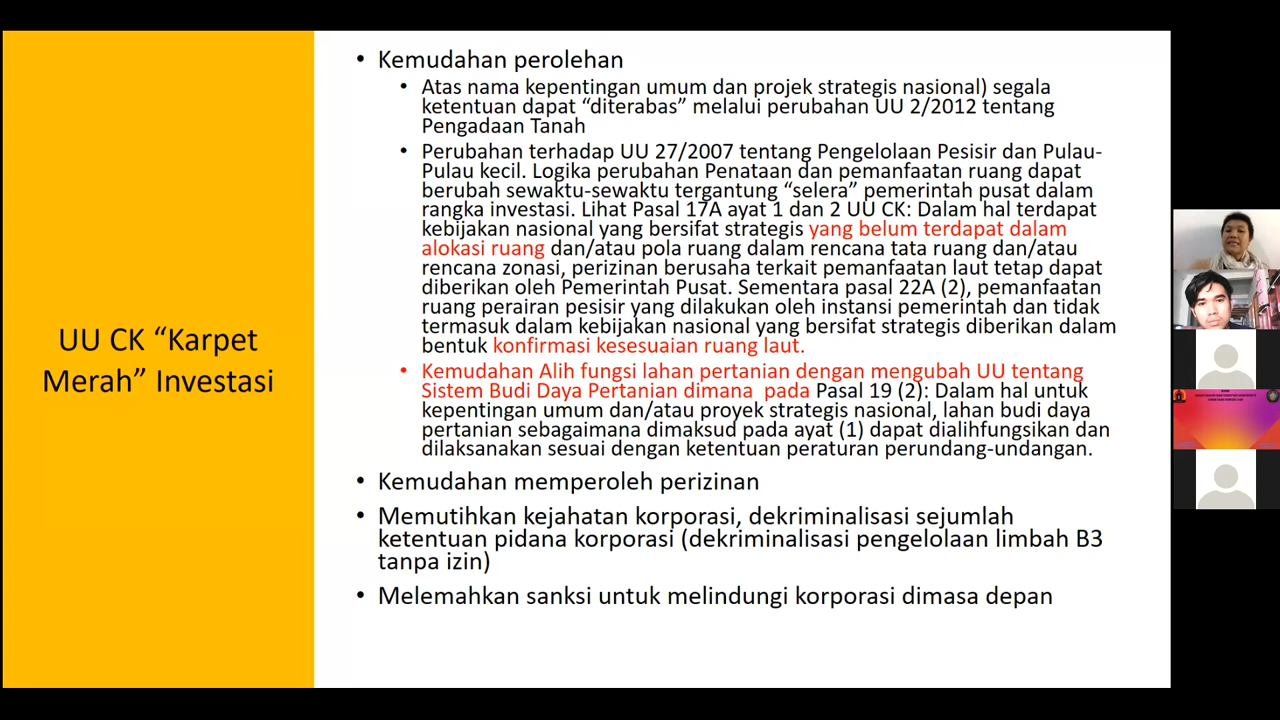 UU CK “Karpet
Merah” Investasi
• Kemudahan perolehan
• Atas nama kepentingan umum dan projek strategis nasional) segala
ketentuan dapat “diterabas” melalui perubahan UU 2/2012 tentang
Pengadaan Tanah
• Perubahan terhadap UU 27/2007 tentang Pengelolaan Pesisir dan Pulau-
Pulau kecil. Logika perubahan Penataan dan pemanfaatan ruang dapat
berubah sewaktu-sewaktu tergantung “selera” pemerintah pusat dalam
rangka investasi. Lihat Pasal 17A ayat 1 dan 2 UU CK: Dalam hal terdapat
kebijakan nasional yang bersifat strategis yang belum terdapat dalam
alokasi ruang dan/atau pola ruang dalam rencana tata ruang dan/atau
rencana zonasi, perizinan berusaha terkait pemanfaatan laut tetap dapat
diberikan oleh Pemerintah Pusat. Sementara pasal 22A (2), pemanfaatan
ruang perairan pesisir yang dilakukan oleh instansi pemerintah dan tidak
termasuk dalam kebijakan nasional yang bersifat strategis diberikan dalam
bentuk konfirmasi kesesuaian ruang laut.
• Kemudahan Alih fungsi lahan pertanian dengan mengubah UU tentang
Sistem Budi Daya Pertanian dimana pada Pasal 19 (2): Dalam hal untuk
kepentingan umum dan/atau proyek strategis nasional, lahan budi daya
pertanian sebagaimana dimaksud pada ayat (1) dapat dialihfungsikan dan
dilaksanakan sesuai dengan ketentuan peraturan perundang-undangan.
• Kemudahan memperoleh perizinan
• Memutihkan kejahatan korporasi, dekriminalisasi sejumlah
ketentuan pidana korporasi (dekriminalisasi pengelolaan limbah B3
tanpa izin)
• Melemahkan sanksi untuk melindungi korporasi dimasa depan